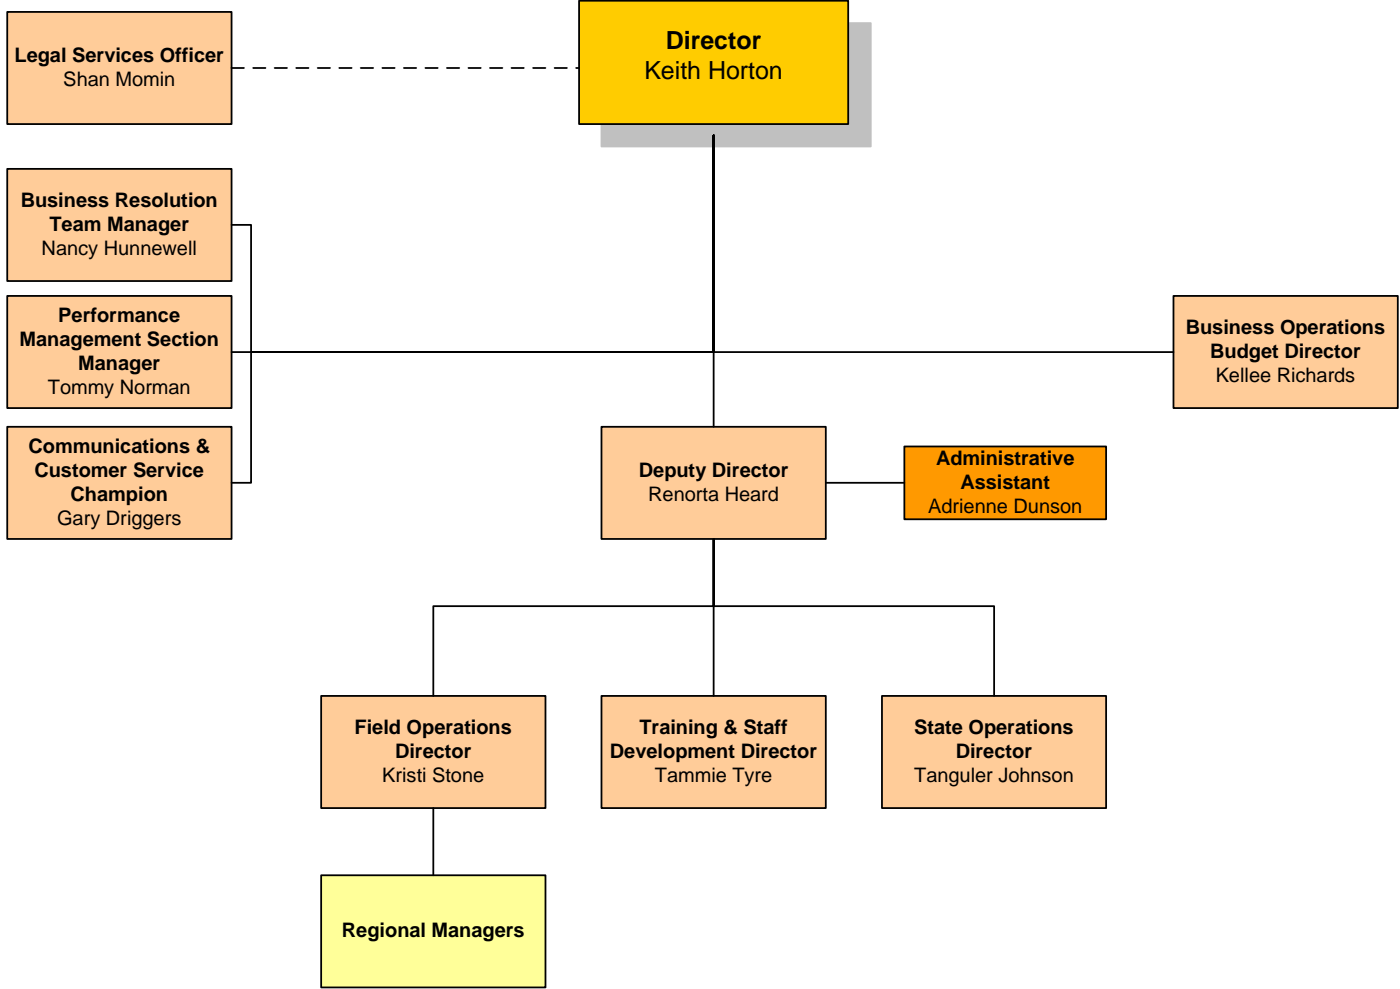 Legal Services Officer
Shan Momin
Director
Keith Horton
Business Resolution
Team Manager
Nancy Hunnewell
Performance
Management Section
Manager
Tommy Norman
Business Operations
Budget Director
Kellee Richards
Communications &
Customer Service
Champion
Gary Driggers
Deputy Director
Renorta Heard
Administrative
Assistant
Adrienne Dunson
Field Operations
Director
Kristi Stone
Training & Staff
Development Director
Tammie Tyre
State Operations
Director
Tanguler Johnson
Regional Managers